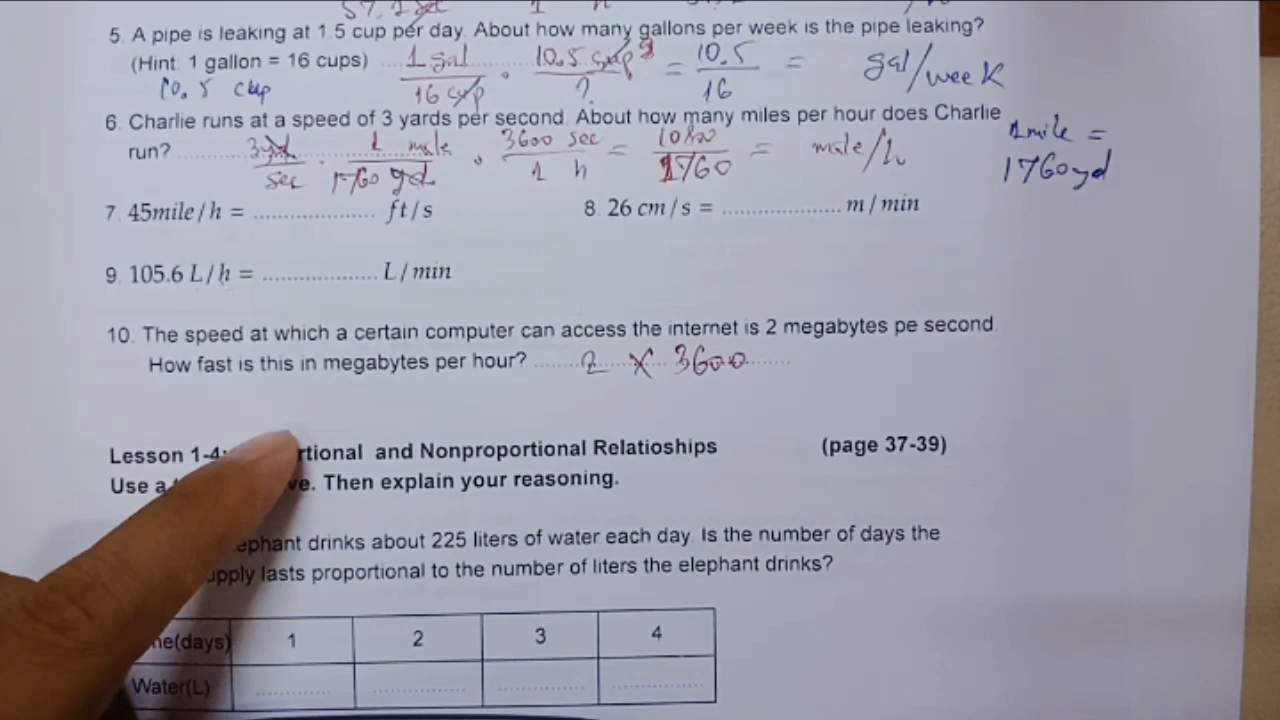 5. A pipe is leaking at 1.5 cup per day. About how many gallons per week is the pipe leaking?
(Hint: 1 gallon = 16 cups) 1 gal / 16 cup · 10.5 cup / ? = 10.5 / 16 = gal/week
10.5 cup
6. Charlie runs at a speed of 3 yards per second. About how many miles per hour does Charlie
run? 3 yd / sec · 1 mile / 1760 yd · 3600 sec / 1 h = 10800 / 1760 = mile/h
1 mile =
1760 yd
7. 45mile/h = .................... ft/s
8. 26 cm/s = .................... m/min
9. 105.6 L/h = .................... L/min
10. The speed at which a certain computer can access the internet is 2 megabytes pe second.
How fast is this in megabytes per hour? 2 x 3600
Lesson 1-4: rtional and Nonproportional Relatioships (page 37-39)
Use a ve. Then explain your reasoning.
ephant drinks about 225 liters of water each day. Is the number of days the
upply lasts proportional to the number of liters the elephant drinks?
me(days) 1 2 3 4
Water(L) ............ ............... ............... ...............